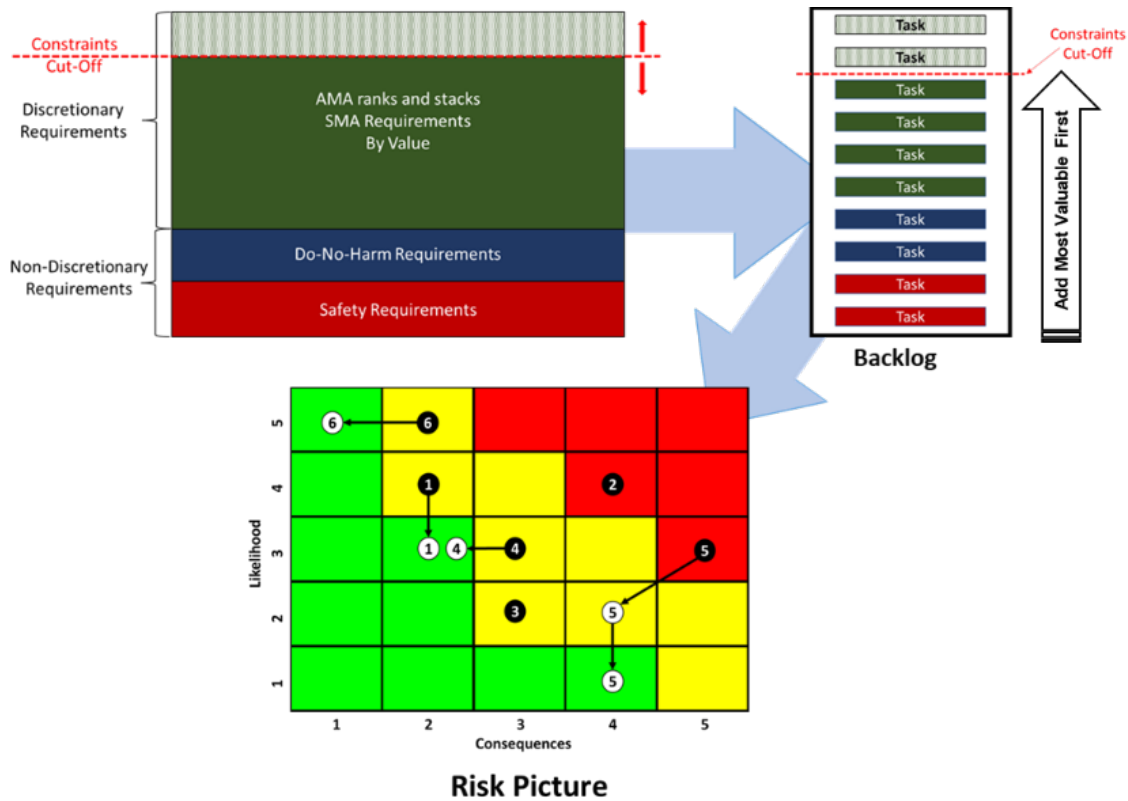 Constraints
Cut-Off
Discretionary
Requirements
AMA ranks and stacks
SMA Requirements
By Value
Non-Discretionary
Requirements
Do-No-Harm Requirements
Safety Requirements
Task
Task
Constraints
Cut-Off
Task
Task
Task
Task
Task
Task
Task
Task
Add Most Valuable First
Backlog
Likelihood
5
4
3
2
1
6
6
1
2
1
4
4
5
3
5
5
1
2
3
4
5
Consequences
Risk Picture